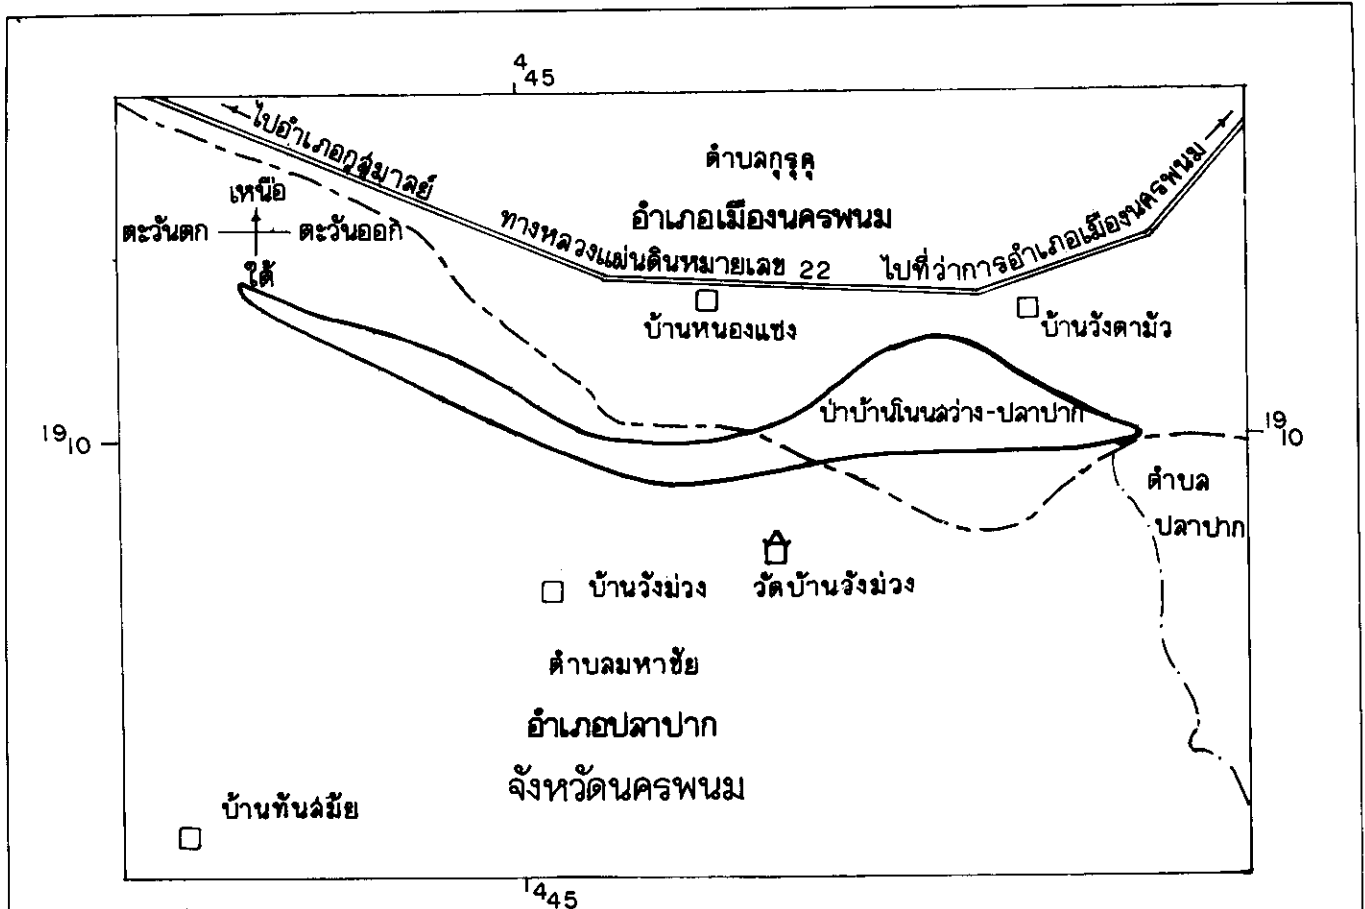 4 45
ไปอำเภอกุสุมาลย์
ตำบลกุรุคุ
อำเภอเมืองนครพนม
เหนือ
ตะวันตก
ตะวันออก
ใต้
ทางหลวงแผ่นดินหมายเลข 22
ไปที่ว่าการอำเภอเมืองนครพนม
บ้านหนองแซง
บ้านวังตามัว
ป่าบ้านโนนสว่าง-ปลาปาก
19 10
19 10
ตำบล
ปลาปาก
บ้านวังม่วง
วัดบ้านวังม่วง
ตำบลมหาชัย
อำเภอปลาปาก
จังหวัดนครพนม
บ้านทันสมัย
4 45